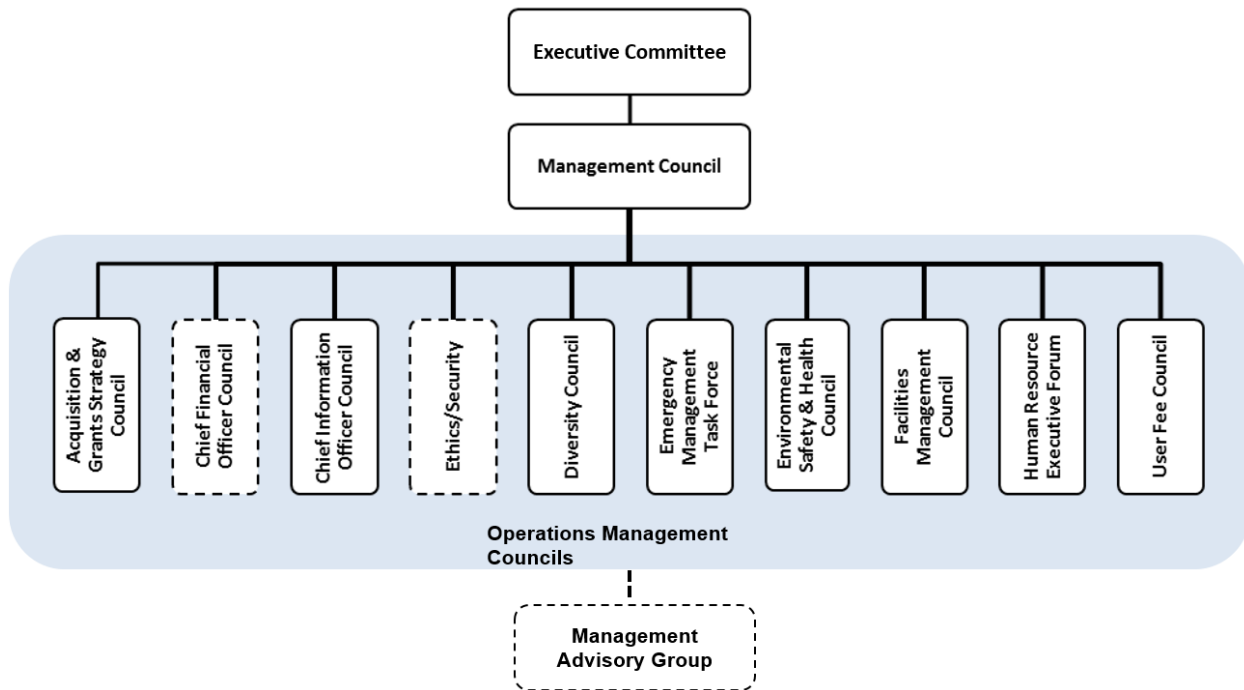 Executive Committee
Management Council
Acquisition &
Grants Strategy
Council
Chief Financial
Officer Council
Chief Information
Officer Council
Ethics/Security
Diversity Council
Emergency
Management
Task Force
Environmental
Safety & Health
Council
Facilities
Management
Council
Human Resource
Executive Forum
User Fee Council
Operations Management
Councils
Management
Advisory Group